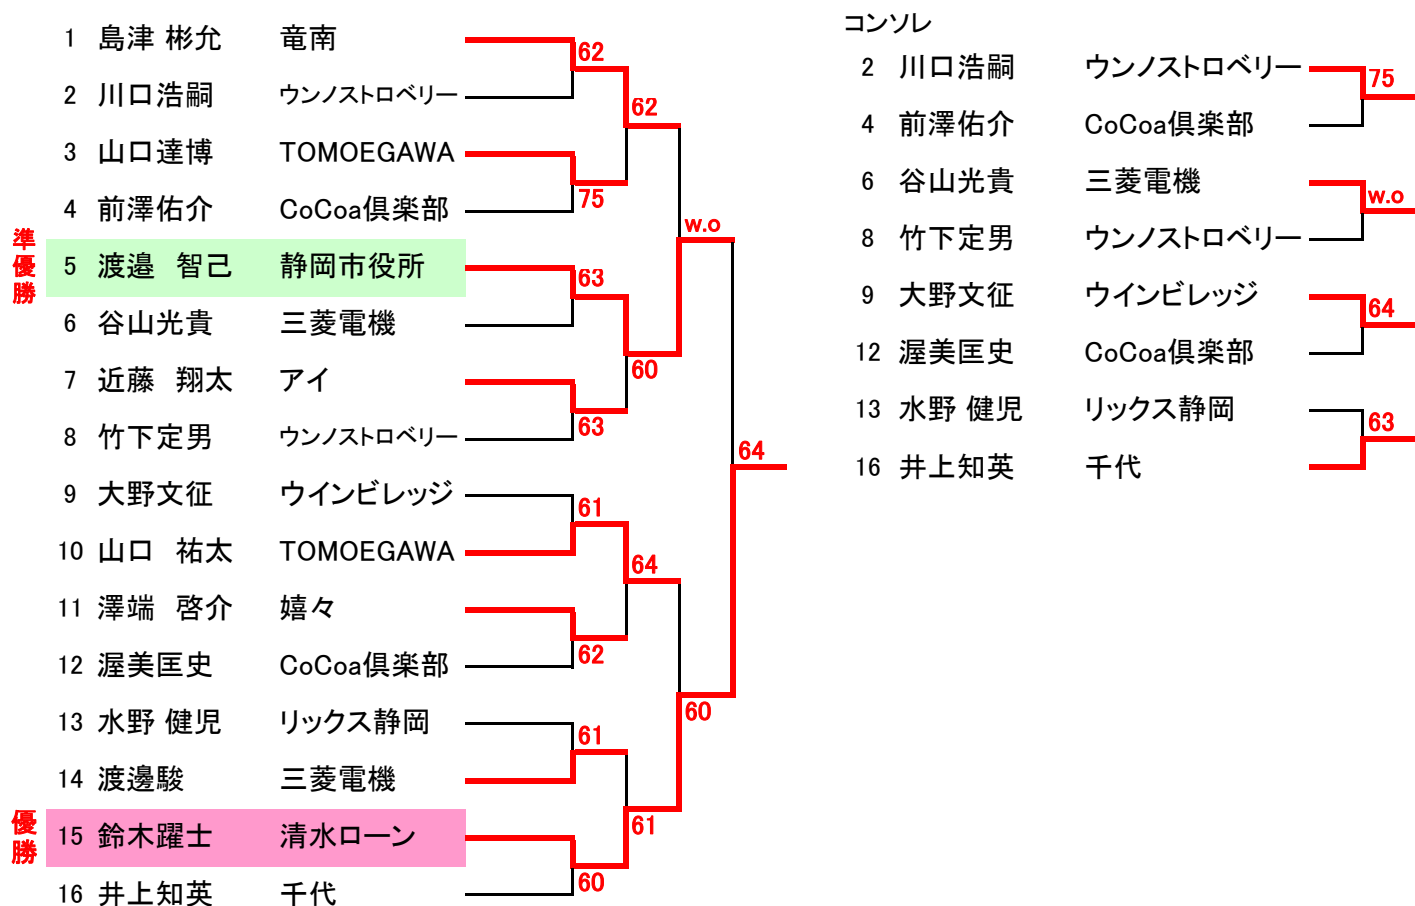 1 島津 彬允 竜南
2 川口浩嗣 ウンノストロベリー
3 山口達博 TOMOEGAWA
4 前澤佑介 CoCoa倶楽部
準優勝
5 渡邉 智己 静岡市役所
6 谷山光貴 三菱電機
7 近藤 翔太 アイ
8 竹下定男 ウンノストロベリー
9 大野文征 ウインビレッジ
10 山口 祐太 TOMOEGAWA
11 澤端 啓介 嬉々
12 渥美匡史 CoCoa倶楽部
13 水野 健児 リックス静岡
14 渡邊駿 三菱電機
優勝
15 鈴木躍士 清水ローン
16 井上知英 千代
62
75
63
63
61
62
61
60
62
60
64
61
w.o
60
64
コンソレ
2 川口浩嗣 ウンノストロベリー
75
4 前澤佑介 CoCoa倶楽部
6 谷山光貴 三菱電機
w.o
8 竹下定男 ウンノストロベリー
9 大野文征 ウインビレッジ
64
12 渥美匡史 CoCoa倶楽部
13 水野 健児 リックス静岡
63
16 井上知英 千代